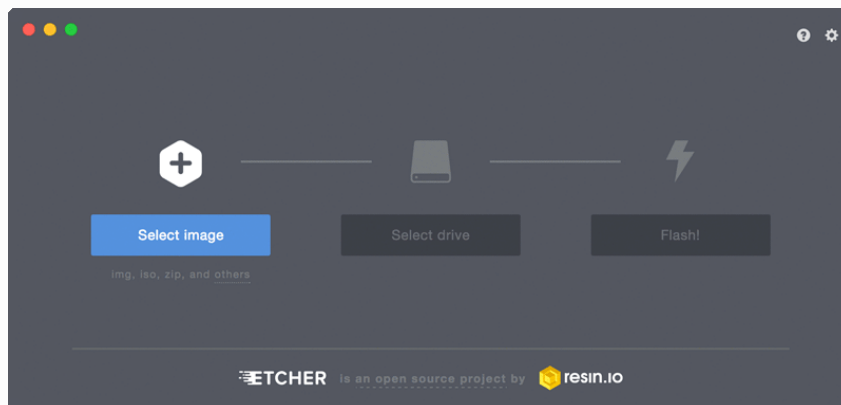 Select image
Select drive
Flash!
img, iso, zip, and others
ETCHER is an open source project by resin.io